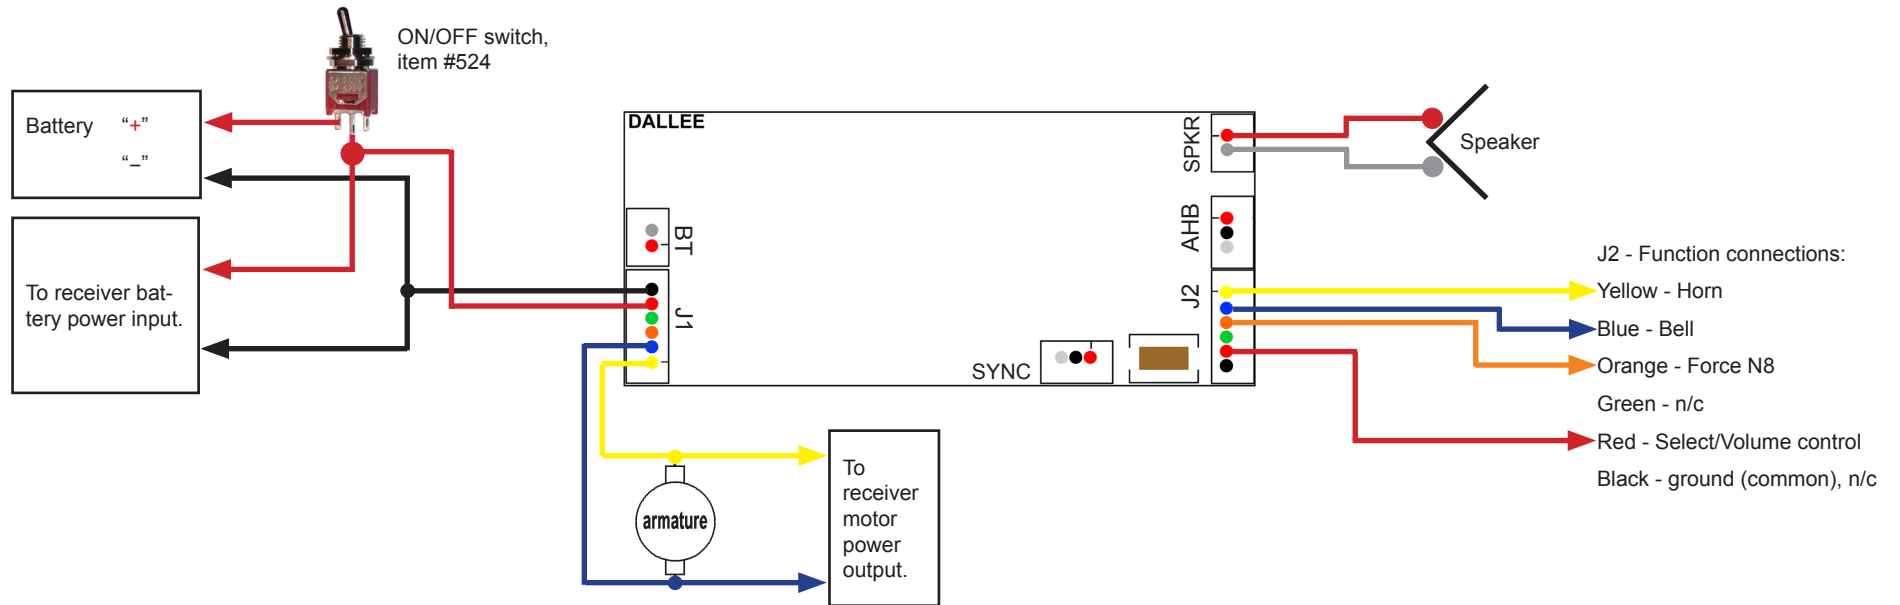 ON/OFF switch,
item #524
Battery “+”
“–”
To receiver bat-
tery power input.
DALLEE
SPKR
Speaker
BT
AHB
J1
J2
SYNC
J2 - Function connections:
Yellow - Horn
Blue - Bell
Orange - Force N8
Green - n/c
Red - Select/Volume control
Black - ground (common), n/c
armature
To
receiver
motor
power
output.